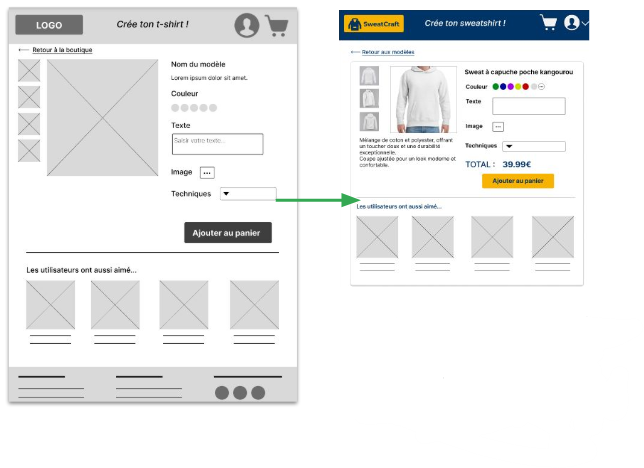 LOGO
Crée ton t-shirt !
Retour à la boutique
Nom du modèle
Lorem ipsum dolor sit amet.
Couleur
Texte
Saisir votre texte...
Image
...
Techniques
Ajouter au panier
Les utilisateurs ont aussi aimé...
SweatCraft
Crée ton sweatshirt !
Retour aux modèles
Sweat à capuche poche kangourou
Couleur
Texte
Image
...
Techniques
Mélange de coton et polyester, offrant
un toucher doux et une durabilité
exceptionnelle.
Coupe ajustée pour un look moderne et
confortable.
TOTAL : 39.99€
Ajouter au panier
Les utilisateurs ont aussi aimé...